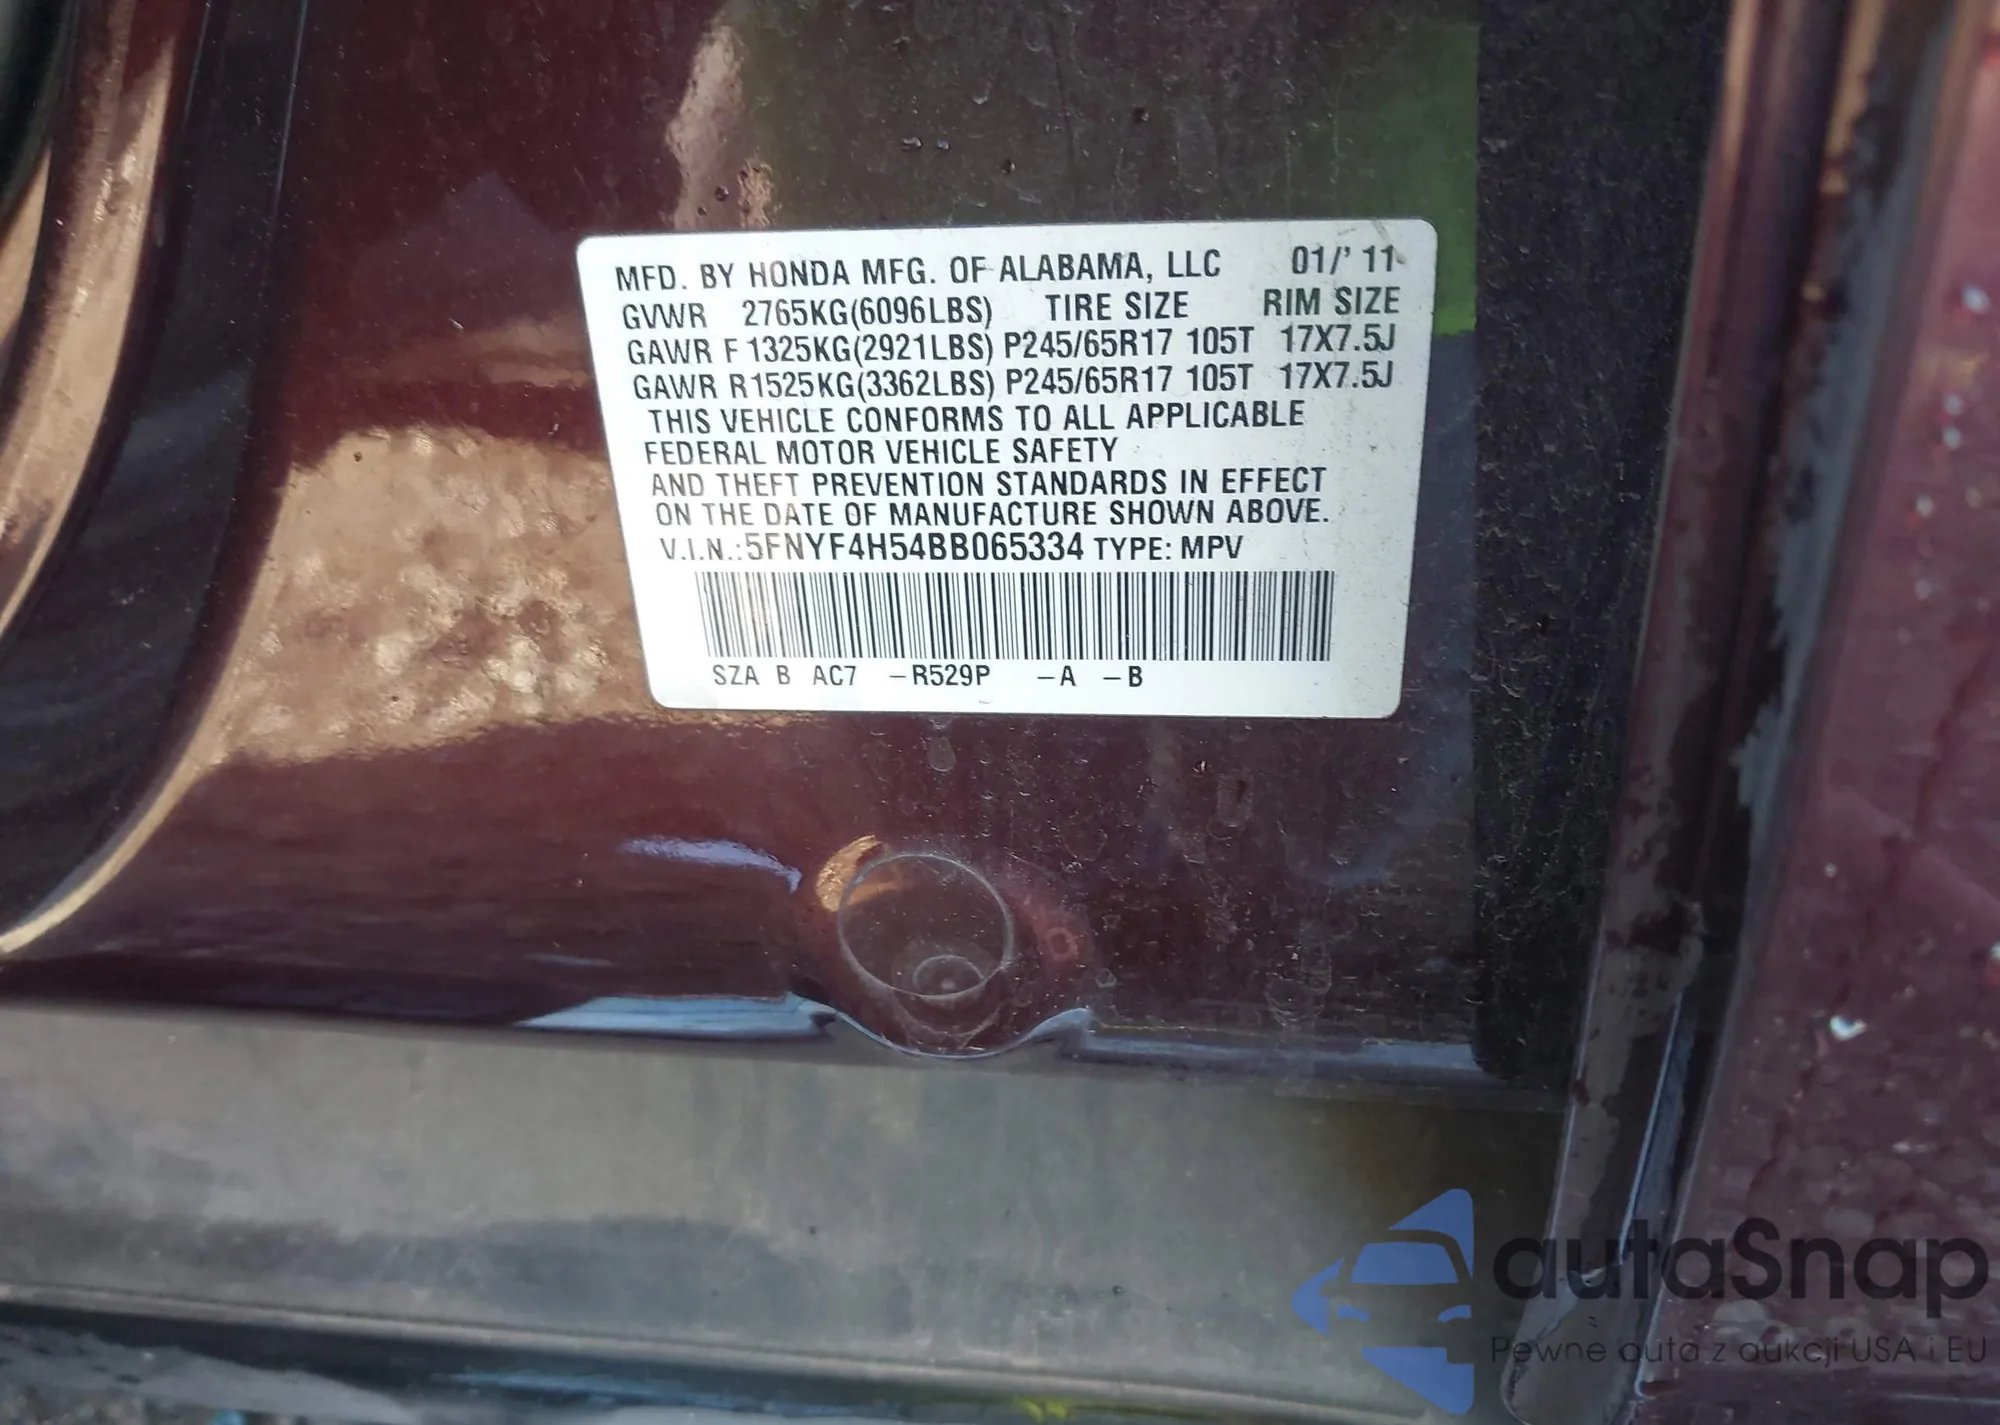 MFD. BY HONDA MFG. OF ALABAMA, LLC 01/' 11
GVWR 2765KG(6096LBS) TIRE SIZE RIM SIZE
GAWR F 1325KG(2921LBS) P245/65R17 105T 17X7.5J
GAWR R1525KG(3362LBS) P245/65R17 105T 17X7.5J
THIS VEHICLE CONFORMS TO ALL APPLICABLE
FEDERAL MOTOR VEHICLE SAFETY
AND THEFT PREVENTION STANDARDS IN EFFECT
ON THE DATE OF MANUFACTURE SHOWN ABOVE.
V.I.N.:5FNYF4H54BB065334 TYPE: MPV
SZA B AC7 –R529P –A –B
autaSnap
Pewne auta z aukcji USA i EU